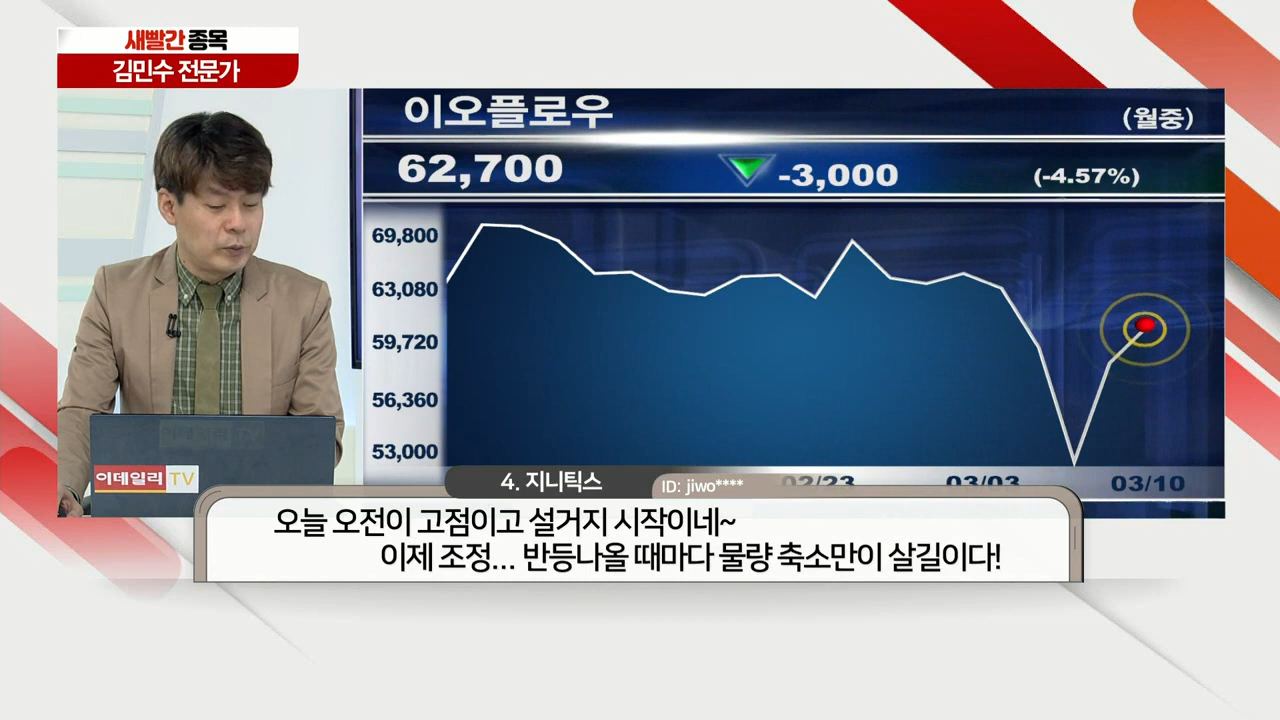 새빨간 종목
김민수 전문가
이오플로우
(월중)
62,700
-3,000
(-4.57%)
69,800
63,080
59,720
56,360
53,000
02/23
03/03
03/10
이데일리 TV
4. 지니틱스
ID: jiwo****
오늘 오전이 고점이고 설거지 시작이네~
이제 조정... 반등나올 때마다 물량 축소만이 살길이다!